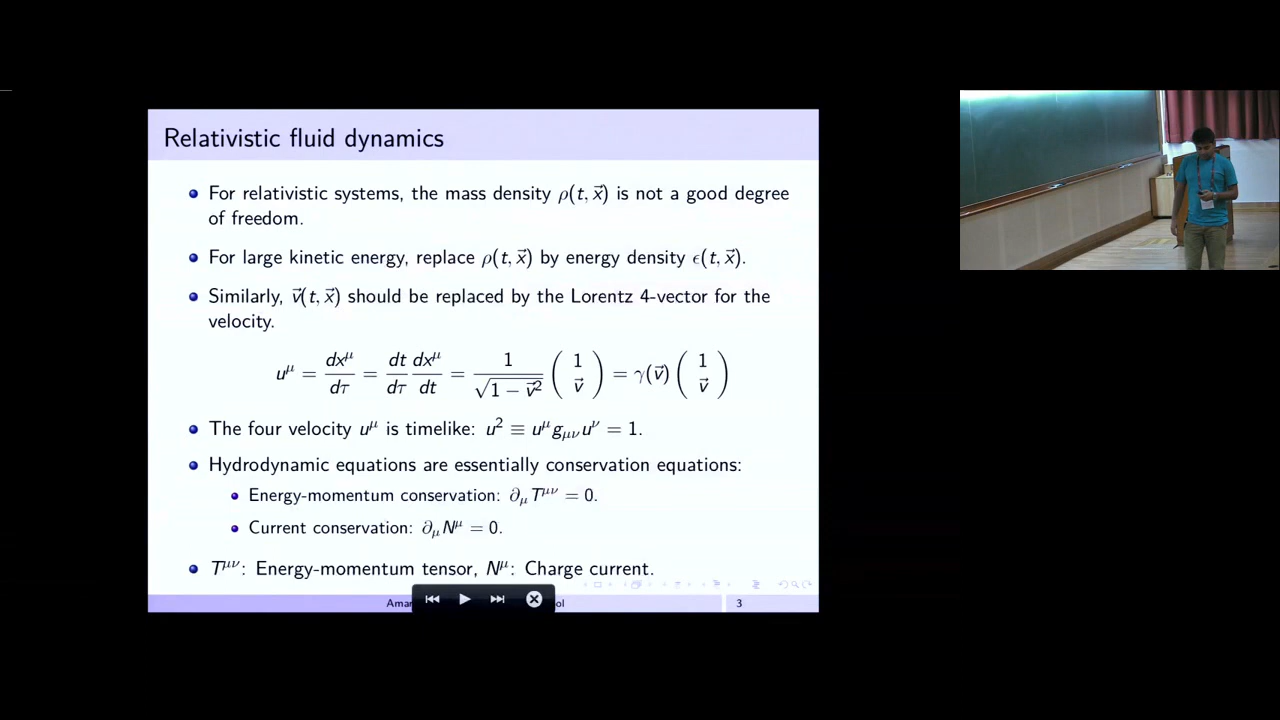 Relativistic fluid dynamics
For relativistic systems, the mass density ρ(t, x⃗) is not a good degree
of freedom.
For large kinetic energy, replace ρ(t, x⃗) by energy density ϵ(t, x⃗).
Similarly, v⃗(t, x⃗) should be replaced by the Lorentz 4-vector for the
velocity.
u^μ = dx^μ/dτ = dt/dτ dx^μ/dt = 1/√(1 − v⃗²) (1 v⃗) = γ(v⃗) (1 v⃗)
The four velocity u^μ is timelike: u² ≡ u^μ g_μν u^ν = 1.
Hydrodynamic equations are essentially conservation equations:
Energy-momentum conservation: ∂_μ T^μν = 0.
Current conservation: ∂_μ N^μ = 0.
T^μν: Energy-momentum tensor, N^μ: Charge current.
3